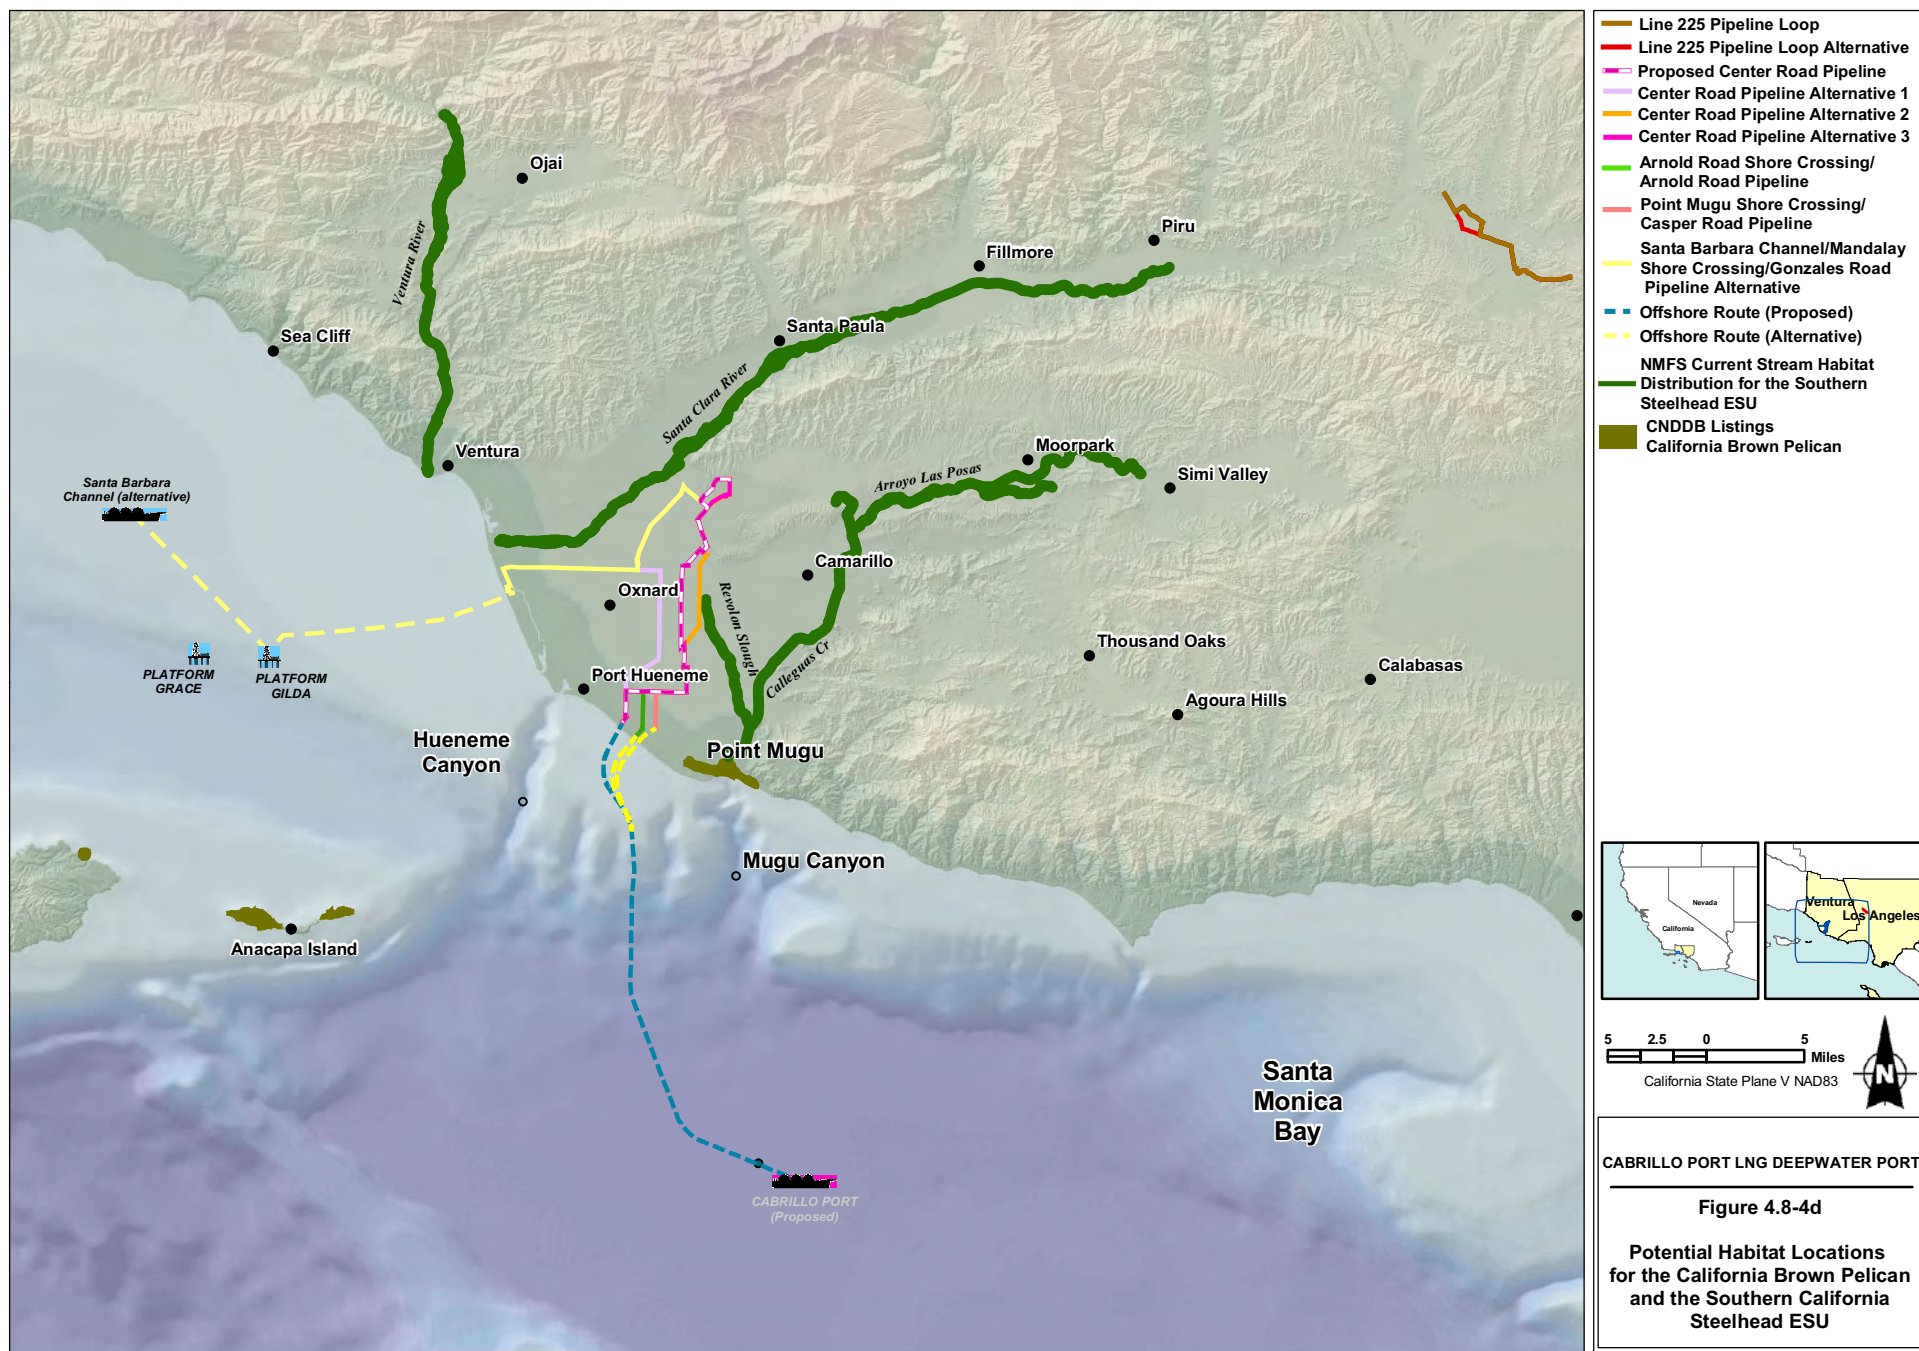 Ojai
Ventura River
Sea Cliff
Ventura
Santa Barbara
Channel (alternative)
PLATFORM
GRACE
PLATFORM
GILDA
Piru
Fillmore
Santa Paula
Santa Clara River
Moorpark
Arroyo Las Posas
Simi Valley
Camarillo
Oxnard
Revolon Slough
Calleguas Cr
Port Hueneme
Thousand Oaks
Calabasas
Agoura Hills
Hueneme
Canyon
Point Mugu
Mugu Canyon
Anacapa Island
Santa
Monica
Bay
CABRILLO PORT
(Proposed)
Line 225 Pipeline Loop
Line 225 Pipeline Loop Alternative
Proposed Center Road Pipeline
Center Road Pipeline Alternative 1
Center Road Pipeline Alternative 2
Center Road Pipeline Alternative 3
Arnold Road Shore Crossing/
Arnold Road Pipeline
Point Mugu Shore Crossing/
Casper Road Pipeline
Santa Barbara Channel/Mandalay
Shore Crossing/Gonzales Road
Pipeline Alternative
Offshore Route (Proposed)
Offshore Route (Alternative)
NMFS Current Stream Habitat
Distribution for the Southern
Steelhead ESU
CNDDB Listings
California Brown Pelican
Nevada
California
Ventura
Los Angeles
5 2.5 0 5
Miles
California State Plane V NAD83
N
CABRILLO PORT LNG DEEPWATER PORT
Figure 4.8-4d
Potential Habitat Locations
for the California Brown Pelican
and the Southern California
Steelhead ESU